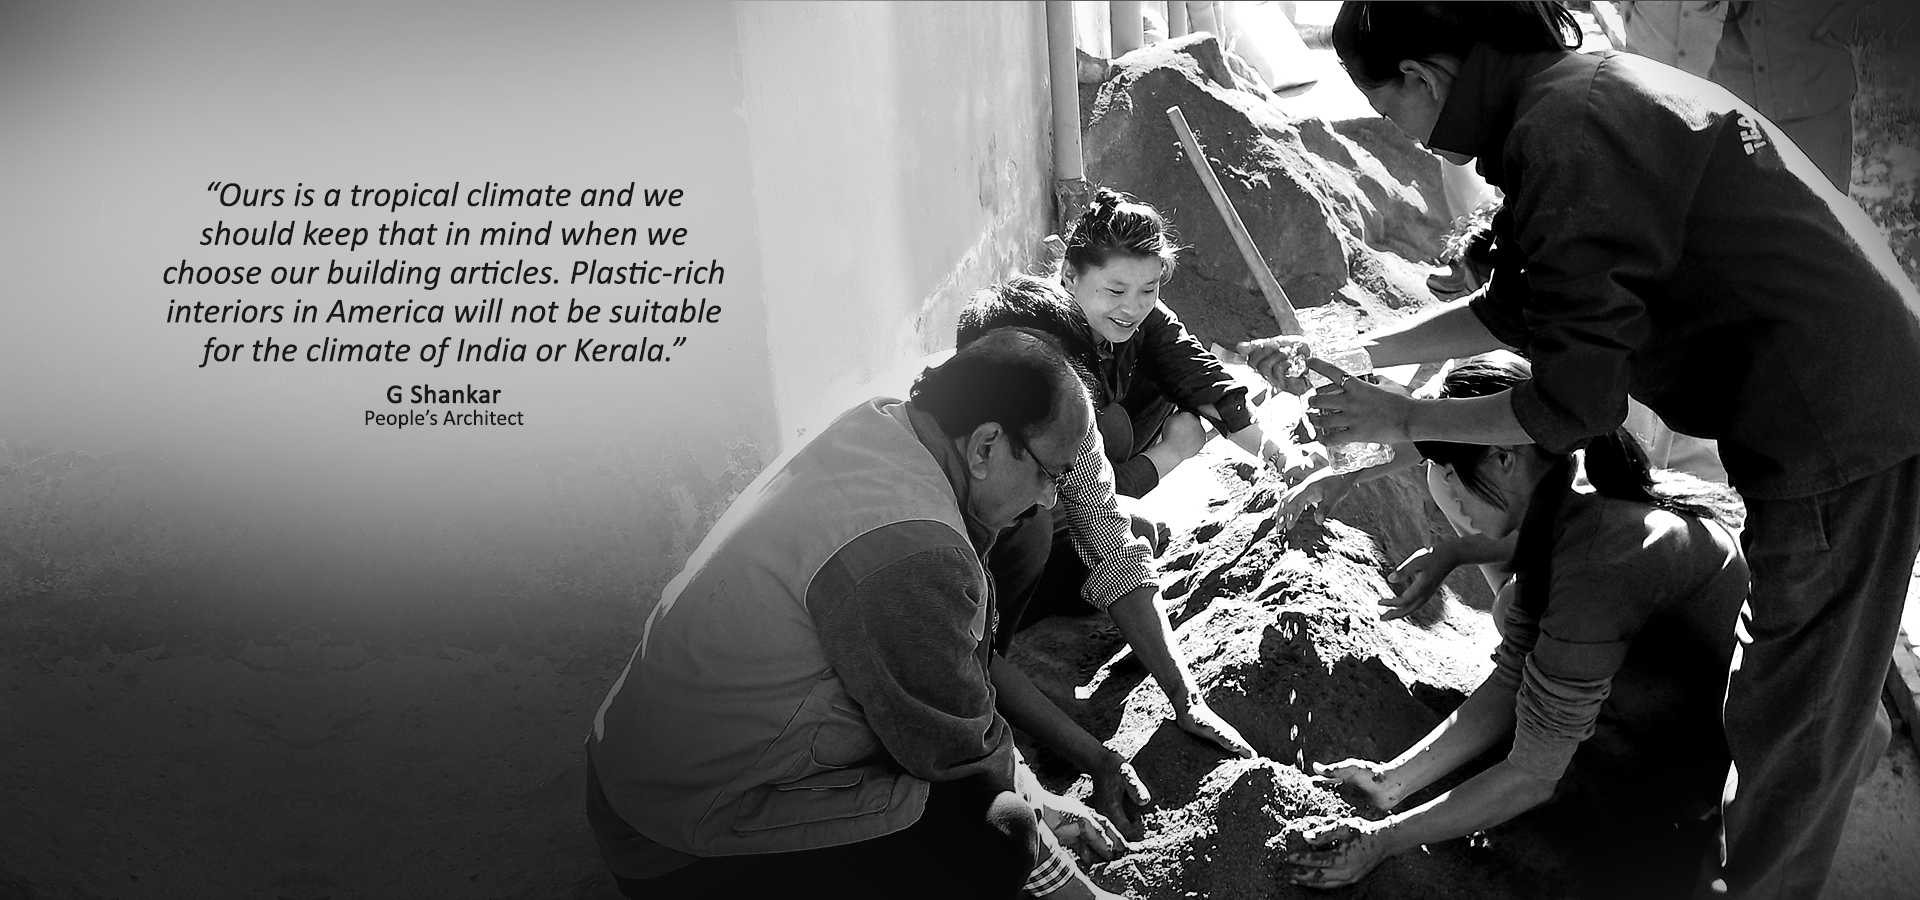 “Ours is a tropical climate and we
should keep that in mind when we
choose our building articles. Plastic-rich
interiors in America will not be suitable
for the climate of India or Kerala.”
G Shankar
People’s Architect